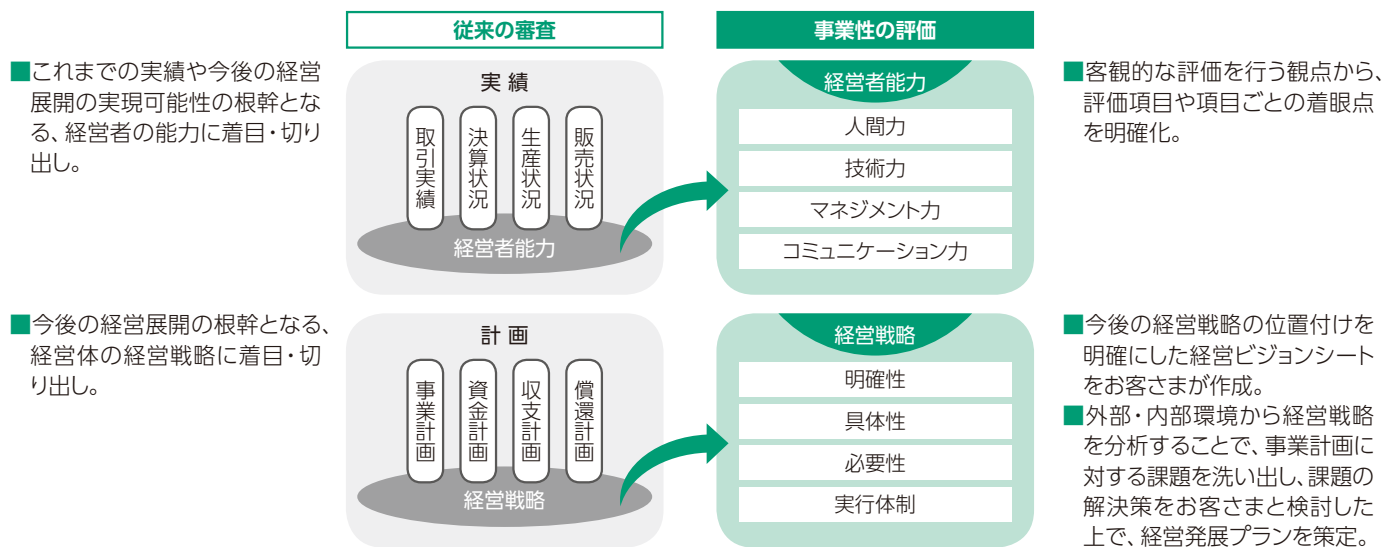 従来の審査
事業性の評価
■これまでの実績や今後の経営
展開の実現可能性の根幹とな
る、経営者の能力に着目・切り
出し。
実績
取引実績
決算状況
生産状況
販売状況
経営者能力
経営者能力
人間力
技術力
マネジメント力
コミュニケーション力
■客観的な評価を行う観点から、
評価項目や項目ごとの着眼点
を明確化。
■今後の経営展開の根幹となる、
経営体の経営戦略に着目・切
り出し。
計画
事業計画
資金計画
収支計画
償還計画
経営戦略
経営戦略
明確性
具体性
必要性
実行体制
■今後の経営戦略の位置付けを
明確にした経営ビジョンシート
をお客さまが作成。
■外部・内部環境から経営戦略
を分析することで、事業計画に
対する課題を洗い出し、課題の
解決策をお客さまと検討した
上で、経営発展プランを策定。